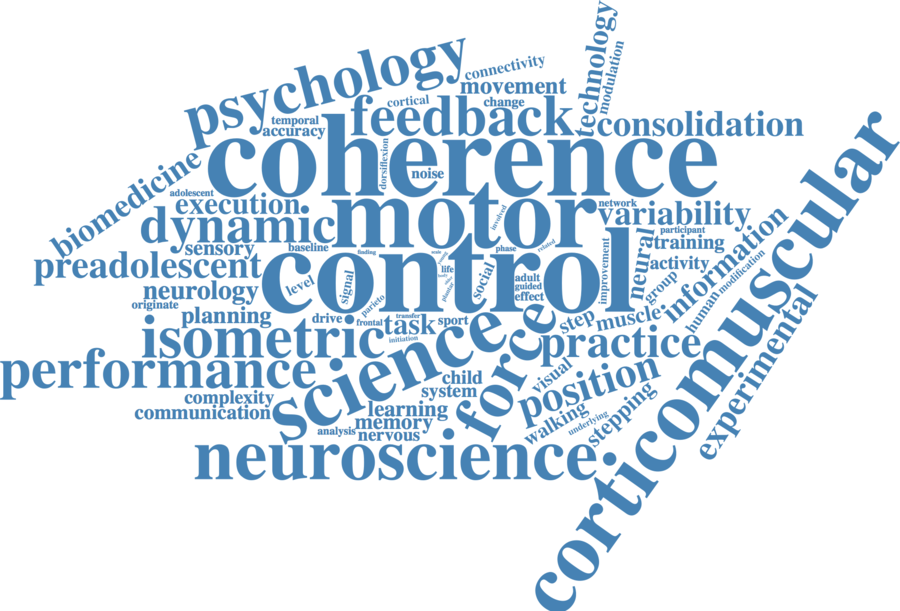 technology
modulation
psychology
connectivity
movement
cortical
change
feedback
temporal
accuracy
consolidation
corticomuscular
coherence
dorsiflexion
noise
biomedicine
adolescent
execution
motor
involved
network
variability
dynamic
participant
training
information
sensory
baseline
finding
phase
related
improvement
neural
preadolescent
control
level
signal
life
social
adult
guided
effect
activity
group
human
modification
neurology
originate
planning
parieto
drive
frontal
transfer
task
initiation
sport
science
force
step
muscle
experimental
isometric
practice
performance
child
system
visual
position
complexity
communication
learning
memory
analysis
nervous
walking
underlying
stepping
neuroscience